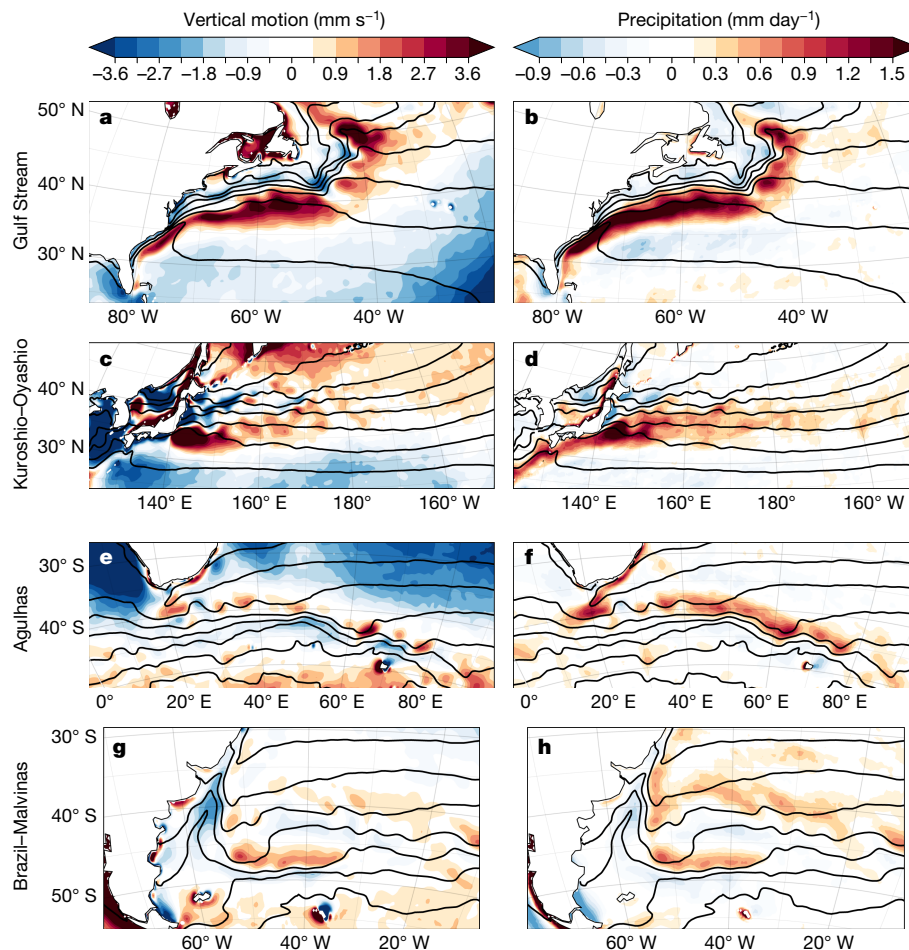 Vertical motion (mm s⁻¹)
Precipitation (mm day⁻¹)
−3.6 −2.7 −1.8 −0.9 0 0.9 1.8 2.7 3.6
−0.9 −0.6 −0.3 0 0.3 0.6 0.9 1.2 1.5
Gulf Stream
50° N
40° N
30° N
a
b
80° W 60° W 40° W
80° W 60° W 40° W
Kuroshio–Oyashio
40° N
30° N
c
d
140° E 160° E 180° 160° W
140° E 160° E 180° 160° W
Agulhas
30° S
40° S
e
f
0° 20° E 40° E 60° E 80° E
0° 20° E 40° E 60° E 80° E
Brazil–Malvinas
30° S
40° S
50° S
g
h
60° W 40° W 20° W
60° W 40° W 20° W